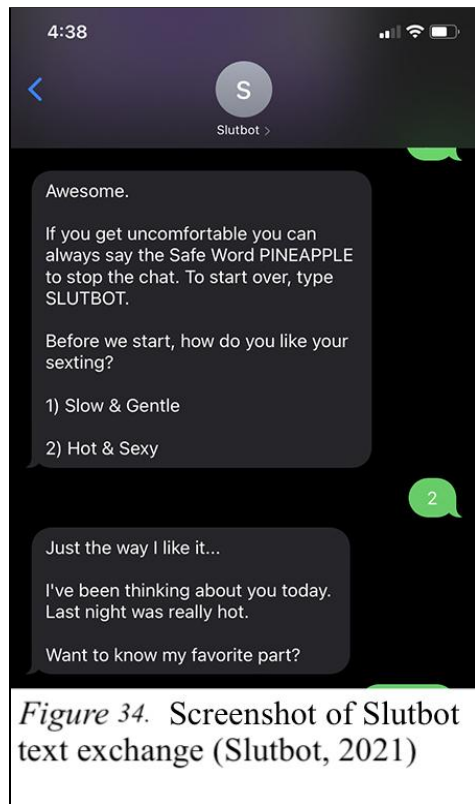 4:38
S
Slutbot >
Awesome.
If you get uncomfortable you can
always say the Safe Word PINEAPPLE
to stop the chat. To start over, type
SLUTBOT.
Before we start, how do you like your
sexting?
1) Slow & Gentle
2) Hot & Sexy
2
Just the way I like it...
I've been thinking about you today.
Last night was really hot.
Want to know my favorite part?
Figure 34. Screenshot of Slutbot
text exchange (Slutbot, 2021)